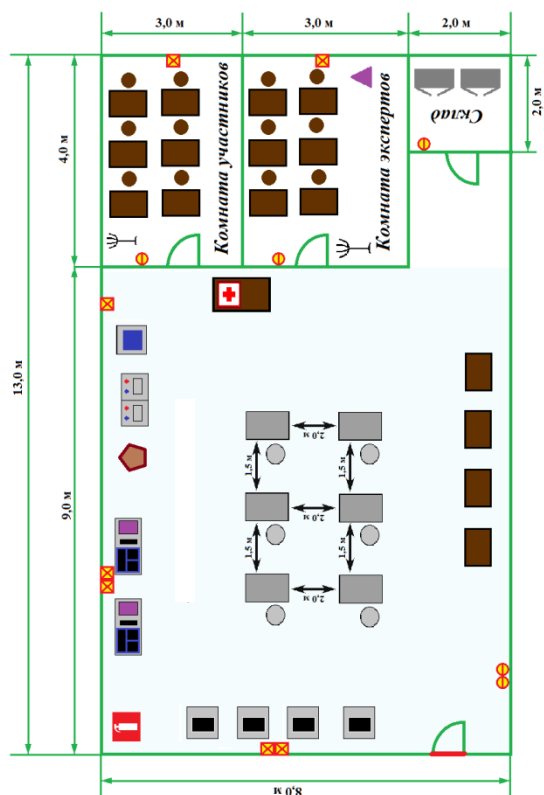 3,0 м
3,0 м
2,0 м
Комната участников
Комната экспертов
Склад
2,0 м
4,0 м
13,0 м
9,0 м
2,0 м
1,5 м
1,5 м
2,0 м
1,5 м
1,5 м
2,0 м
8,0 м